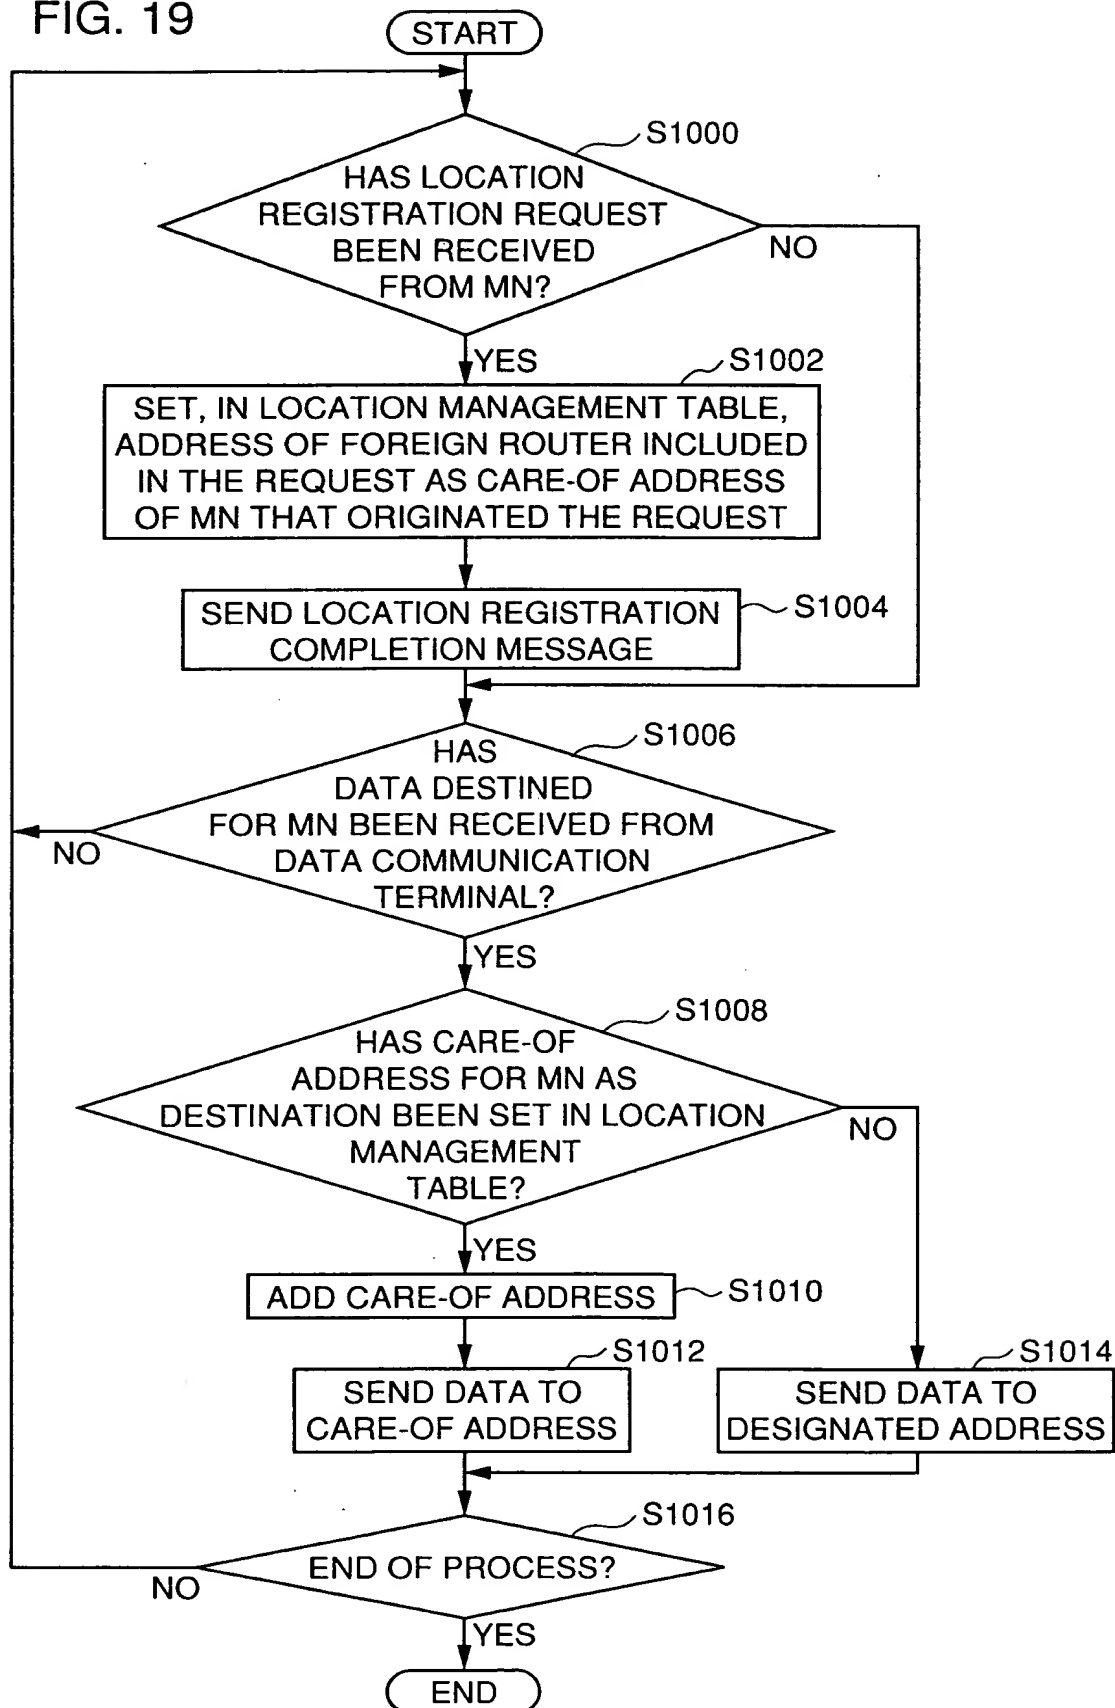 FIG. 19
START
S1000
HAS LOCATION
REGISTRATION REQUEST
BEEN RECEIVED
FROM MN?
NO
YES
S1002
SET, IN LOCATION MANAGEMENT TABLE,
ADDRESS OF FOREIGN ROUTER INCLUDED
IN THE REQUEST AS CARE-OF ADDRESS
OF MN THAT ORIGINATED THE REQUEST
SEND LOCATION REGISTRATION
COMPLETION MESSAGE
S1004
S1006
HAS
DATA DESTINED
FOR MN BEEN RECEIVED FROM
DATA COMMUNICATION
TERMINAL?
NO
YES
S1008
HAS CARE-OF
ADDRESS FOR MN AS
DESTINATION BEEN SET IN LOCATION
MANAGEMENT
TABLE?
NO
YES
ADD CARE-OF ADDRESS
S1010
S1012
SEND DATA TO
CARE-OF ADDRESS
S1014
SEND DATA TO
DESIGNATED ADDRESS
S1016
END OF PROCESS?
NO
YES
END